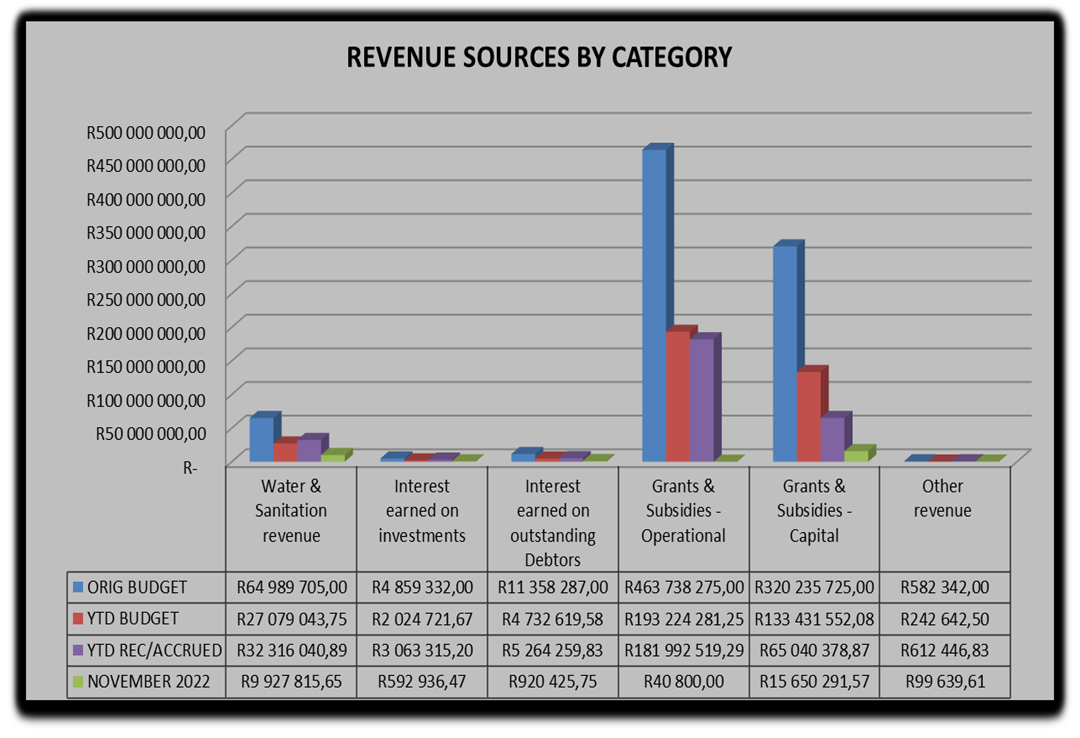 REVENUE SOURCES BY CATEGORY
R500 000 000,00
R450 000 000,00
R400 000 000,00
R350 000 000,00
R300 000 000,00
R250 000 000,00
R200 000 000,00
R150 000 000,00
R100 000 000,00
R50 000 000,00
R-
Water &
Sanitation
revenue
Interest
earned on
investments
Interest
earned on
outstanding
Debtors
Grants &
Subsidies -
Operational
Grants &
Subsidies -
Capital
Other
revenue
ORIG BUDGET R64 989 705,00 R4 859 332,00 R11 358 287,00 R463 738 275,00 R320 235 725,00 R582 342,00
YTD BUDGET R27 079 043,75 R2 024 721,67 R4 732 619,58 R193 224 281,25 R133 431 552,08 R242 642,50
YTD REC/ACCRUED R32 316 040,89 R3 063 315,20 R5 264 259,83 R181 992 519,29 R65 040 378,87 R612 446,83
NOVEMBER 2022 R9 927 815,65 R592 936,47 R920 425,75 R40 800,00 R15 650 291,57 R99 639,61